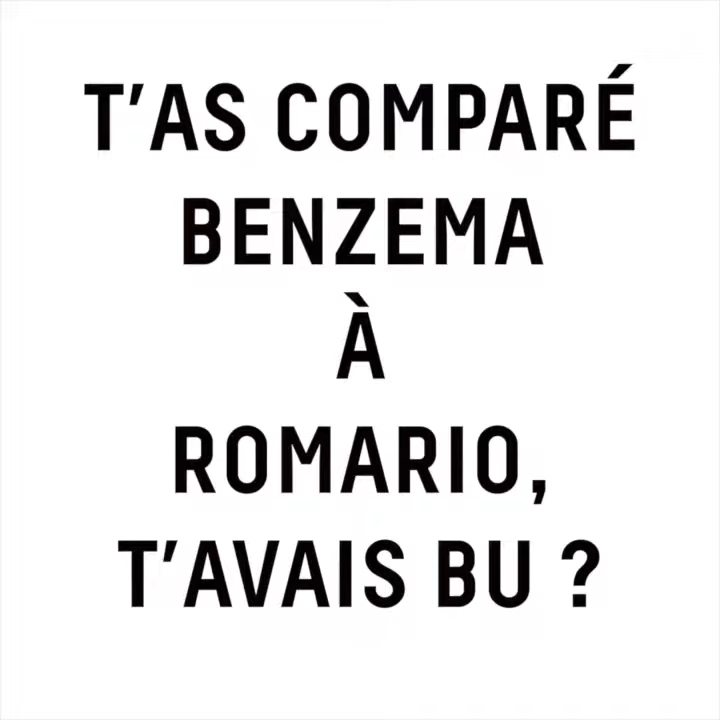 T'AS COMPARÉ
BENZEMA
À
ROMARIO,
T'AVAIS BU ?